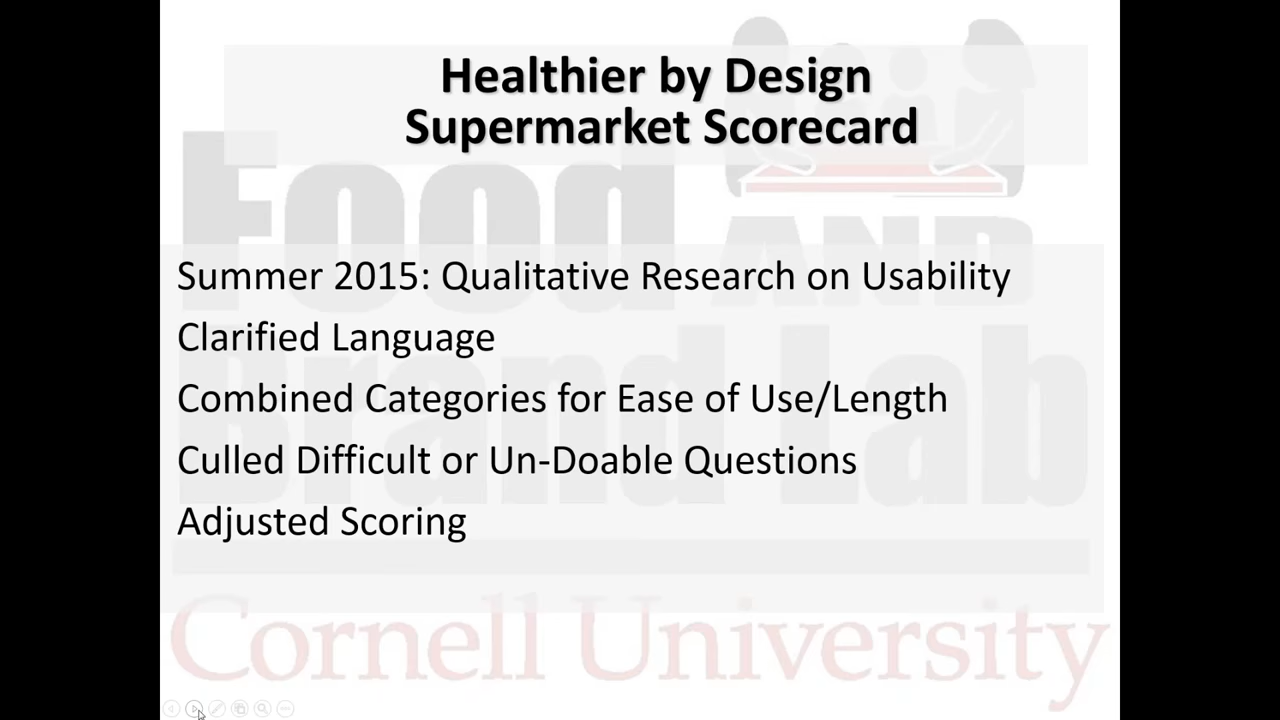 Healthier by Design
Supermarket Scorecard
Summer 2015: Qualitative Research on Usability
Clarified Language
Combined Categories for Ease of Use/Length
Culled Difficult or Un-Doable Questions
Adjusted Scoring
Food AND
Brand Lab
Cornell University